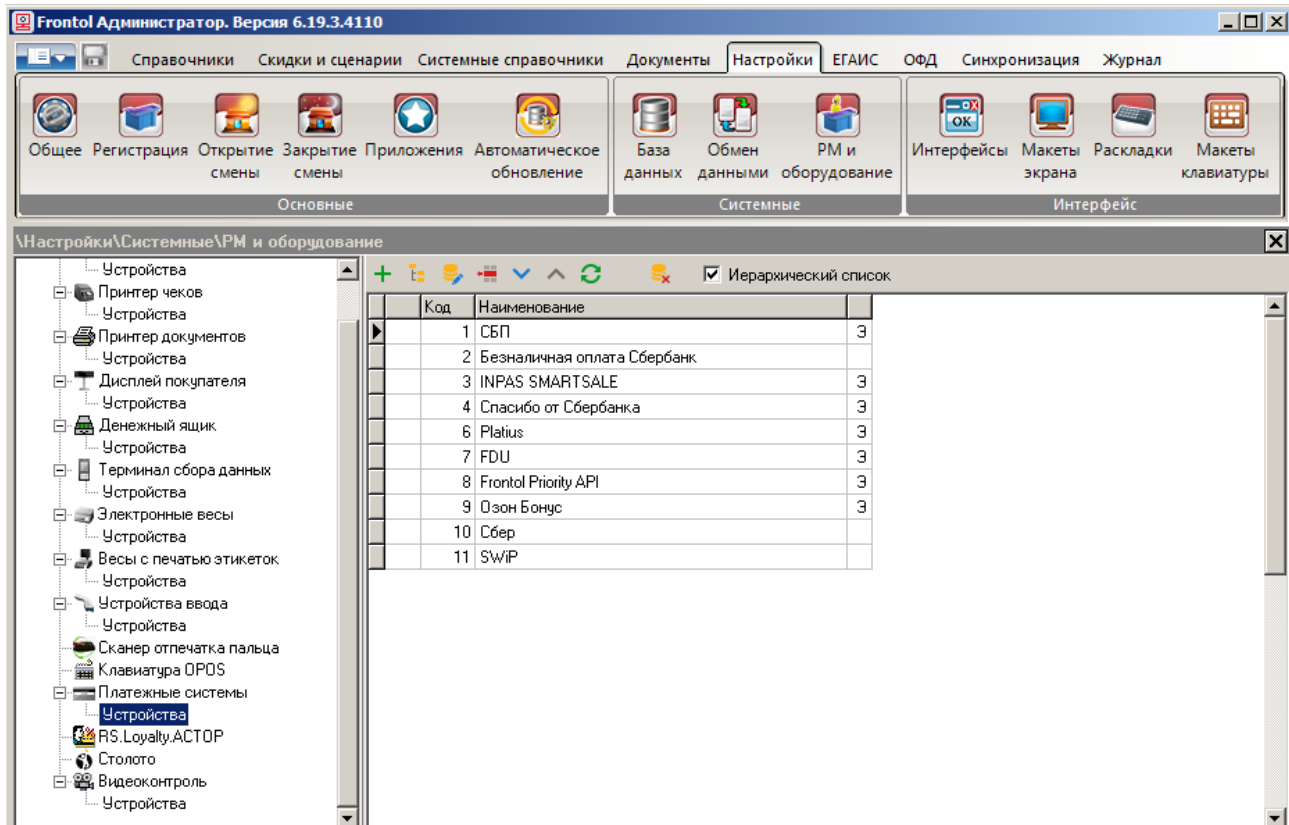 Frontol Администратор. Версия 6.19.3.4110
Справочники Скидки и сценарии Системные справочники Документы Настройки ЕГАИС ОФД Синхронизация Журнал
Общее Регистрация Открытие смены Закрытие смены Приложения Автоматическое обновление База данных Обмен данными РМ и оборудование Интерфейсы Макеты экрана Раскладки Макеты клавиатуры
Основные Системные Интерфейс
\Настройки\Системные\РМ и оборудование
Устройства
Принтер чеков
Устройства
Принтер документов
Устройства
Дисплей покупателя
Устройства
Денежный ящик
Устройства
Терминал сбора данных
Устройства
Электронные весы
Устройства
Весы с печатью этикеток
Устройства
Устройства ввода
Устройства
Сканер отпечатка пальца
Клавиатура OPOS
Платежные системы
Устройства
RS.Loyalty.АСТОР
Столото
Видеоконтроль
Устройства
Иерархический список
Код Наименование
1 СБП Э
2 Безналичная оплата Сбербанк
3 INPAS SMARTSALE Э
4 Спасибо от Сбербанка Э
6 Platius Э
7 FDU Э
8 Frontol Priority API Э
9 Озон Бонус Э
10 Сбер
11 SWiP